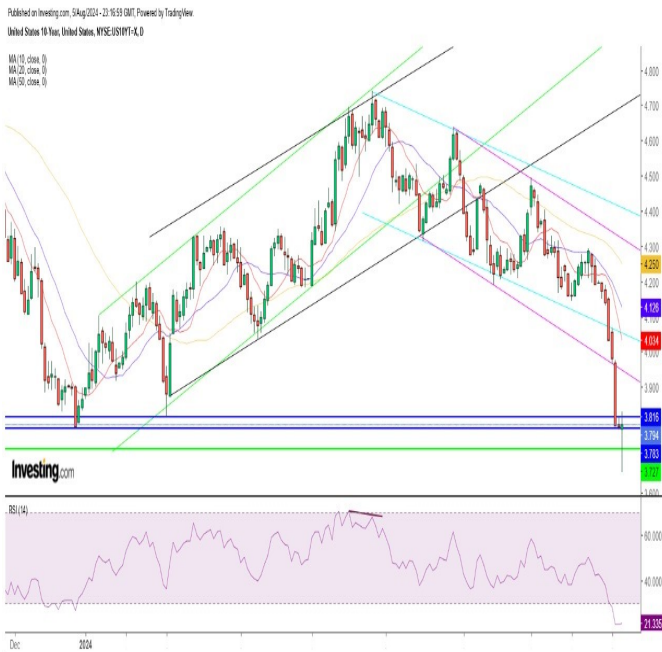 Published on Investing.com, 5/Aug/2024 - 23:16:59 GMT, Powered by TradingView.
United States 10-Year, United States, NYSE:US10YT=X, D
MA (10, close, 0)
MA (20, close, 0)
MA (50, close, 0)
4.800
4.700
4.600
4.500
4.400
4.300
4.250
4.200
4.126
4.100
4.034
4.000
3.900
3.816
3.794
3.783
3.727
3.600
Investing.com
RSI (14)
60.000
40.000
21.335
Dec
2024